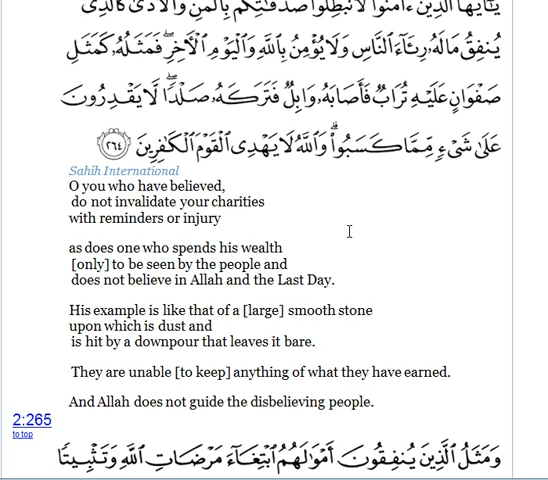 يَٰٓأَيُّهَا ٱلَّذِينَ ءَامَنُوا۟ لَا تُبْطِلُوا۟ صَدَقَٰتِكُم بِٱلْمَنِّ وَٱلْأَذَىٰ كَٱلَّذِى
يُنفِقُ مَالَهُۥ رِئَآءَ ٱلنَّاسِ وَلَا يُؤْمِنُ بِٱللَّهِ وَٱلْيَوْمِ ٱلْءَاخِرِ ۖ فَمَثَلُهُۥ كَمَثَلِ
صَفْوَانٍ عَلَيْهِ تُرَابٌ فَأَصَابَهُۥ وَابِلٌ فَتَرَكَهُۥ صَلْدًا ۖ لَّا يَقْدِرُونَ
عَلَىٰ شَىْءٍ مِّمَّا كَسَبُوا۟ ۗ وَٱللَّهُ لَا يَهْدِى ٱلْقَوْمَ ٱلْكَٰفِرِينَ ٢٦٤
Sahih International
O you who have believed,
do not invalidate your charities
with reminders or injury
as does one who spends his wealth
[only] to be seen by the people and
does not believe in Allah and the Last Day.
His example is like that of a [large] smooth stone
upon which is dust and
is hit by a downpour that leaves it bare.
They are unable [to keep] anything of what they have earned.
And Allah does not guide the disbelieving people.
2:265
to top
وَمَثَلُ ٱلَّذِينَ يُنفِقُونَ أَمْوَٰلَهُمُ ٱبْتِغَآءَ مَرْضَاتِ ٱللَّهِ وَتَثْبِيتًا